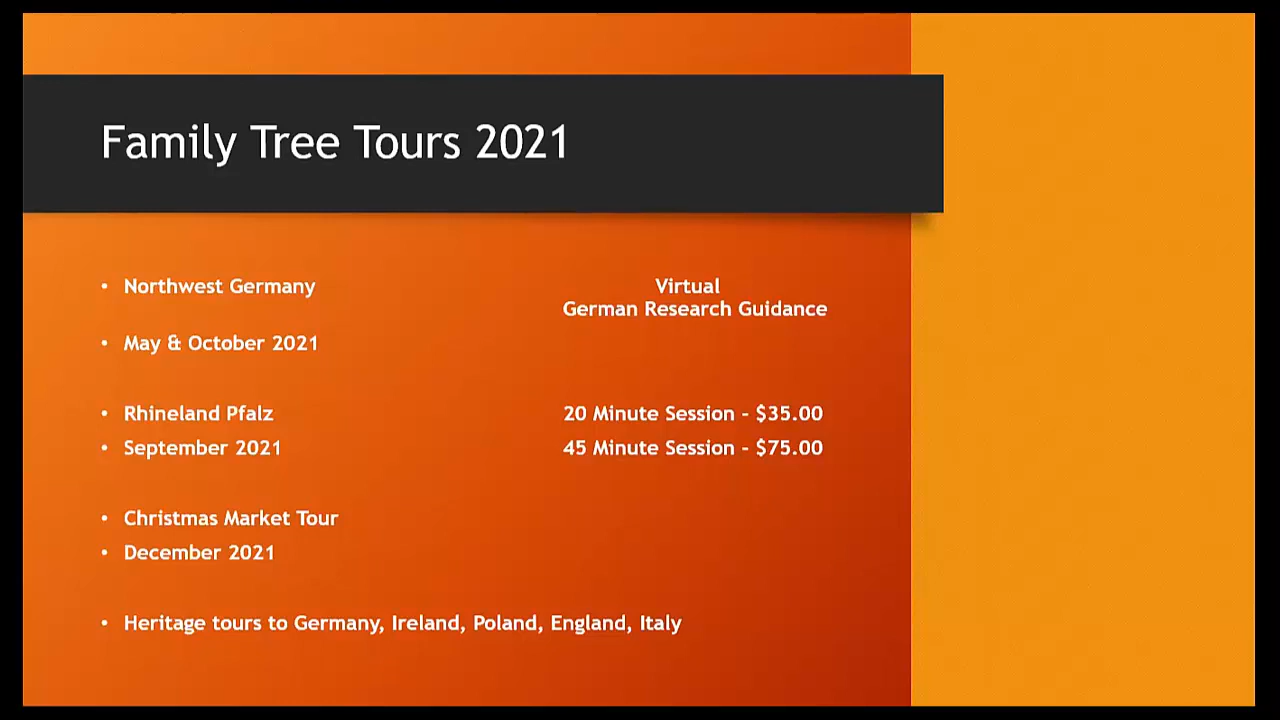 Family Tree Tours 2021
• Northwest Germany
• May & October 2021
• Rhineland Pfalz
• September 2021
• Christmas Market Tour
• December 2021
• Heritage tours to Germany, Ireland, Poland, England, Italy
Virtual
German Research Guidance
20 Minute Session - $35.00
45 Minute Session - $75.00